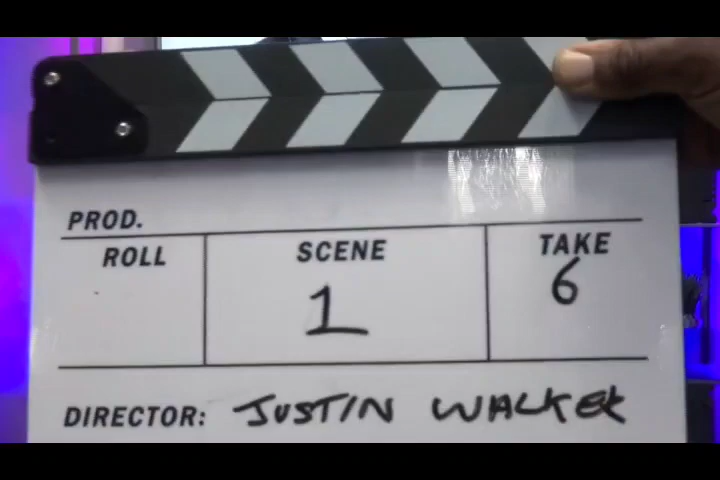 PROD.
ROLL SCENE TAKE
1 6
DIRECTOR: JUSTIN WALKER